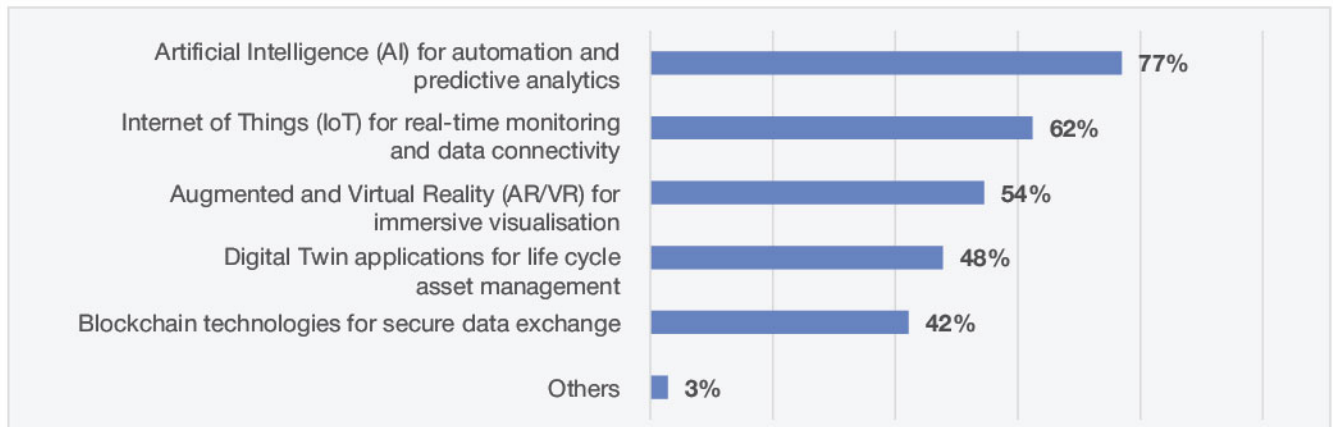 Artificial Intelligence (AI) for automation and
predictive analytics
77%
Internet of Things (IoT) for real-time monitoring
and data connectivity
62%
Augmented and Virtual Reality (AR/VR) for
immersive visualisation
54%
Digital Twin applications for life cycle
asset management
48%
Blockchain technologies for secure data exchange
42%
Others
3%